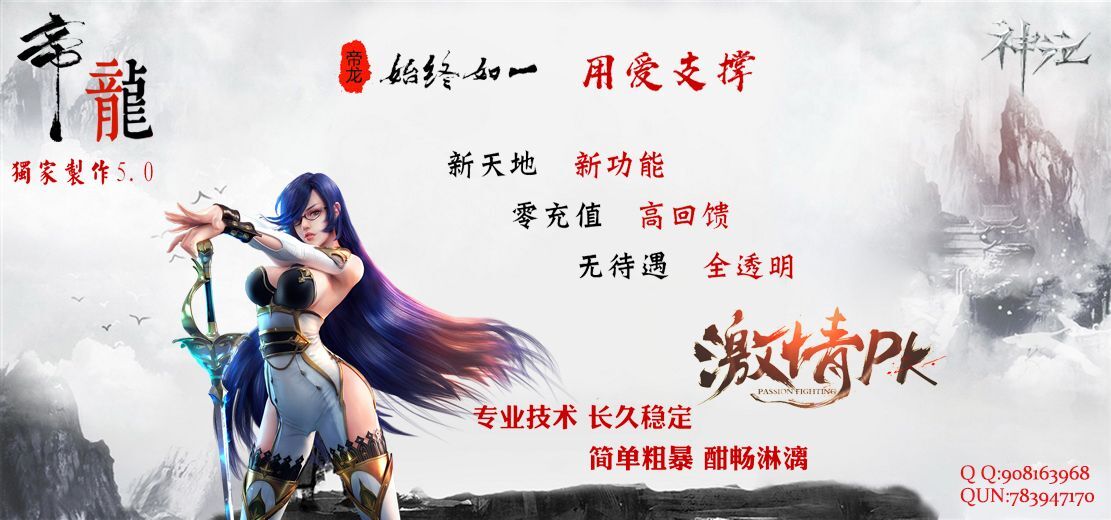 帝龍
獨家製作5.0
帝龙 始终如一 用爱支撑
神泣
新天地 新功能
零充值 高回馈
无待遇 全透明
激情PK
PASSION FIGHTING
专业技术 长久稳定
简单粗暴 酣畅淋漓
Q Q:908163968
QUN:783947170